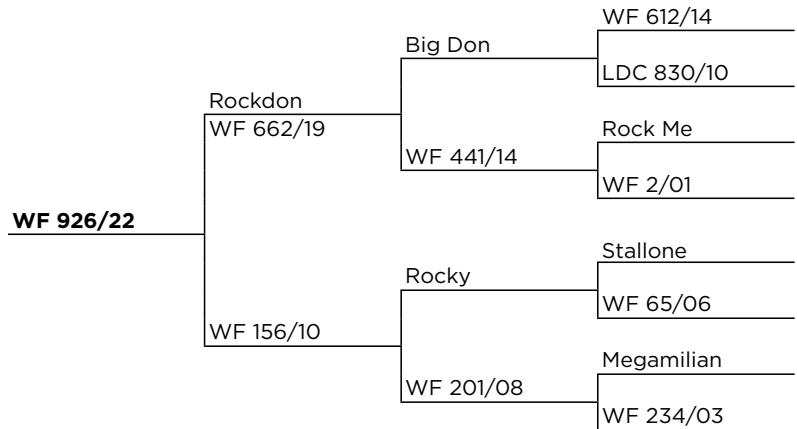 WF 612/14
Big Don
LDC 830/10
Rockdon
WF 662/19
Rock Me
WF 441/14
WF 2/01
WF 926/22
Stallone
Rocky
WF 65/06
WF 156/10
Megamilian
WF 201/08
WF 234/03